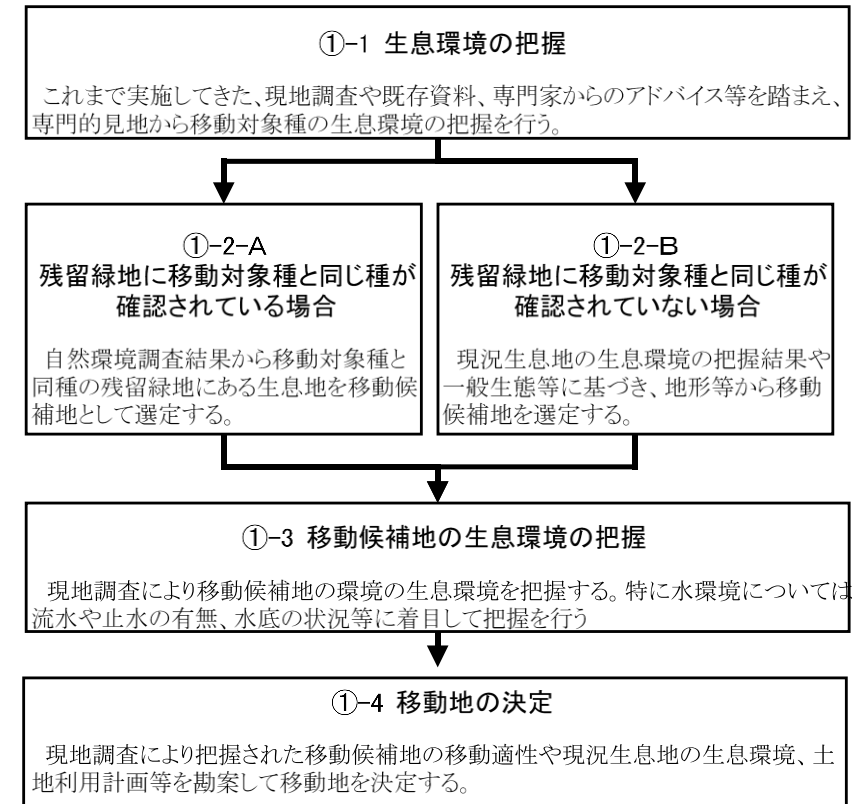 ①-1 生息環境の把握
これまで実施してきた、現地調査や既存資料、専門家からのアドバイス等を踏まえ、
専門的見地から移動対象種の生息環境の把握を行う。
①-2-A
残留緑地に移動対象種と同じ種が
確認されている場合
自然環境調査結果から移動対象種と
同種の残留緑地にある生息地を移動候
補地として選定する。
①-2-B
残留緑地に移動対象種と同じ種が
確認されていない場合
現況生息地の生息環境の把握結果や
一般生態等に基づき、地形等から移動
候補地を選定する。
①-3 移動候補地の生息環境の把握
現地調査により移動候補地の環境の生息環境を把握する。特に水環境については
流水や止水の有無、水底の状況等に着目して把握を行う
①-4 移動地の決定
現地調査により把握された移動候補地の移動適性や現況生息地の生息環境、土
地利用計画等を勘案して移動地を決定する。